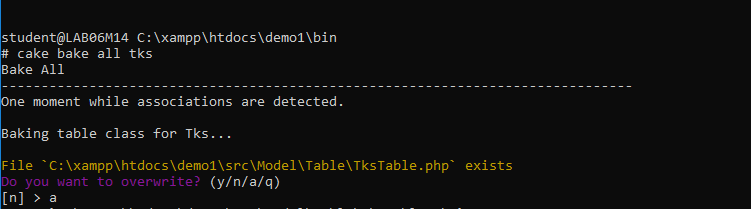 student@LAB06M14 C:\xampp\htdocs\demo1\bin
# cake bake all tks
Bake All
-------------------------------------------------------------------------------
One moment while associations are detected.
Baking table class for Tks...
File `C:\xampp\htdocs\demo1\src\Model\Table\TksTable.php` exists
Do you want to overwrite? (y/n/a/q)
[n] > a